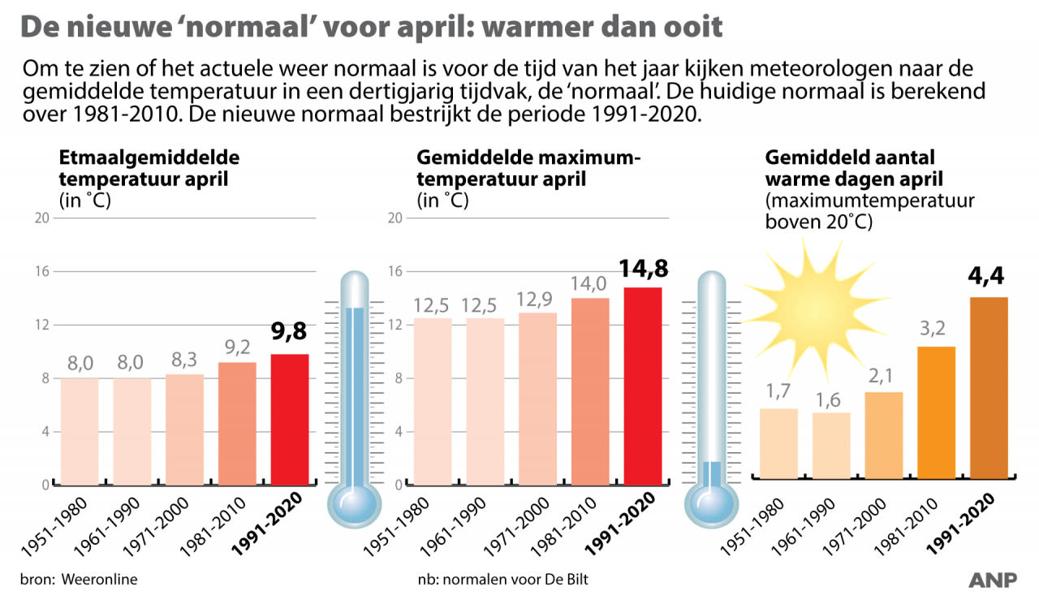 De nieuwe ‘normaal’ voor april: warmer dan ooit
Om te zien of het actuele weer normaal is voor de tijd van het jaar kijken meteorologen naar de
gemiddelde temperatuur in een dertigjarig tijdvak, de ‘normaal’. De huidige normaal is berekend
over 1981-2010. De nieuwe normaal bestrijkt de periode 1991-2020.
Etmaalgemiddelde
temperatuur april
(in ˚C)
20
16
12
8
4
0
8,0
8,0
8,3
9,2
9,8
1951-1980
1961-1990
1971-2000
1981-2010
1991-2020
Gemiddelde maximum-
temperatuur april
(in ˚C)
20
16
12
8
4
0
12,5
12,5
12,9
14,0
14,8
1951-1980
1961-1990
1971-2000
1981-2010
1991-2020
Gemiddeld aantal
warme dagen april
(maximumtemperatuur
boven 20˚C)
1,7
1,6
2,1
3,2
4,4
1951-1980
1961-1990
1971-2000
1981-2010
1991-2020
bron: Weeronline
nb: normalen voor De Bilt
ANP